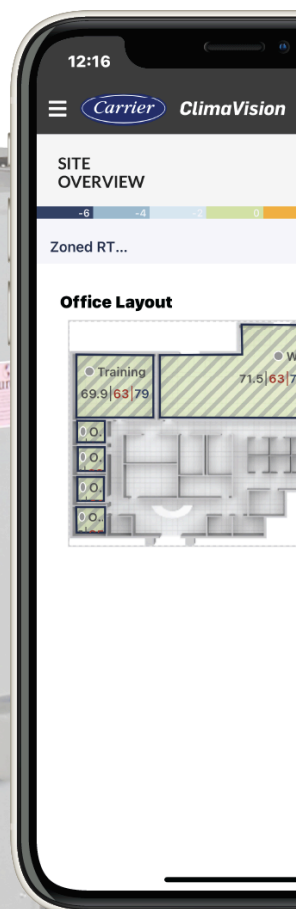 12:16
Carrier ClimaVision
SITE
OVERVIEW
-6 -4 -2 0
Zoned RT...
Office Layout
Training
69.9|63|79
W
71.5|63|7
O...
O...
O...
O...